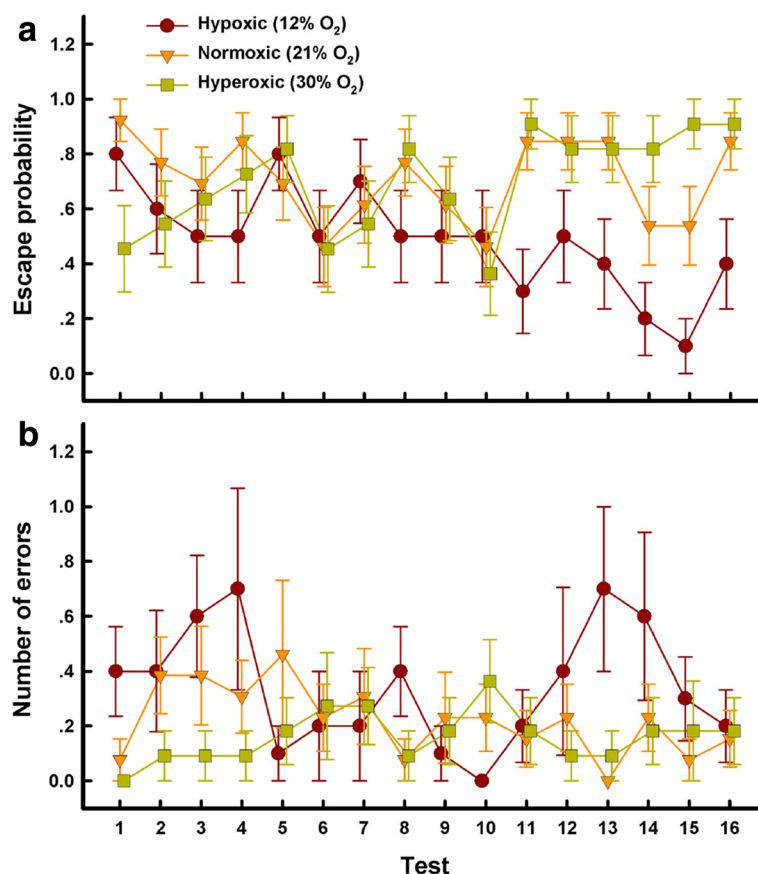 a
Hypoxic (12% O₂)
Normoxic (21% O₂)
Hyperoxic (30% O₂)
Escape probability
1.2
1.0
.8
.6
.4
.2
0.0
b
Number of errors
1.2
1.0
.8
.6
.4
.2
0.0
1 2 3 4 5 6 7 8 9 10 11 12 13 14 15 16
Test